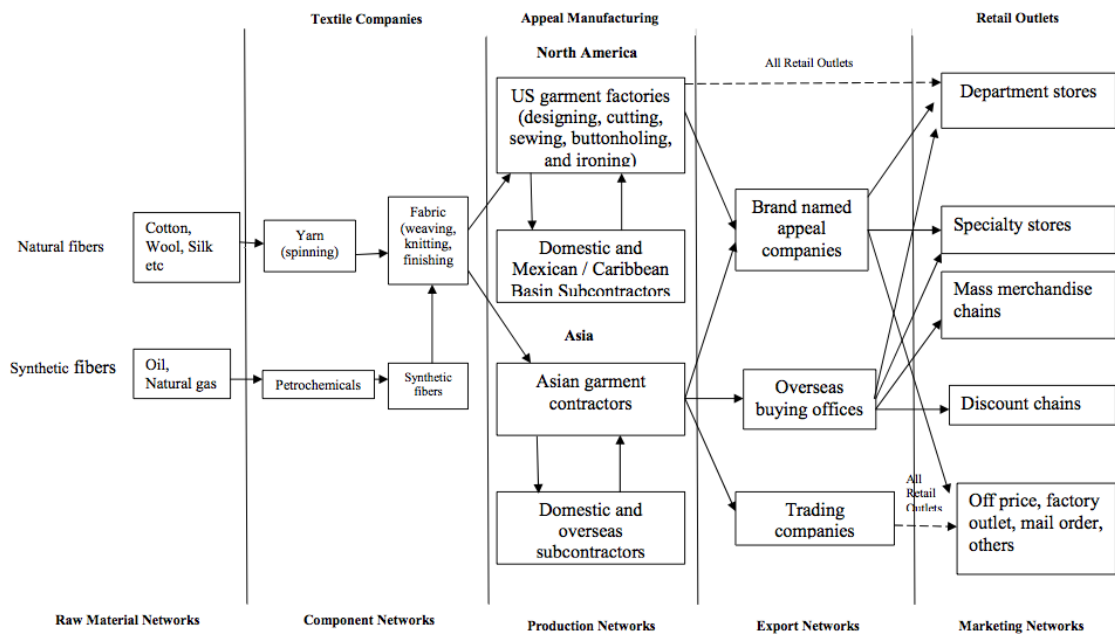 Textile Companies
Appeal Manufacturing
Retail Outlets
North America
All Retail Outlets
US garment factories
(designing, cutting,
sewing, buttonholing,
and ironing)
Department stores
Natural fibers
Cotton,
Wool, Silk
etc
Yarn
(spinning)
Fabric
(weaving,
knitting,
finishing
Domestic and
Mexican / Caribbean
Basin Subcontractors
Brand named
appeal
companies
Specialty stores
Mass merchandise
chains
Asia
Synthetic fibers
Oil,
Natural gas
Petrochemicals
Synthetic
fibers
Asian garment
contractors
Overseas
buying offices
Discount chains
Domestic and
overseas
subcontractors
Trading
companies
All
Retail
Outlets
Off price, factory
outlet, mail order,
others
Raw Material Networks
Component Networks
Production Networks
Export Networks
Marketing Networks